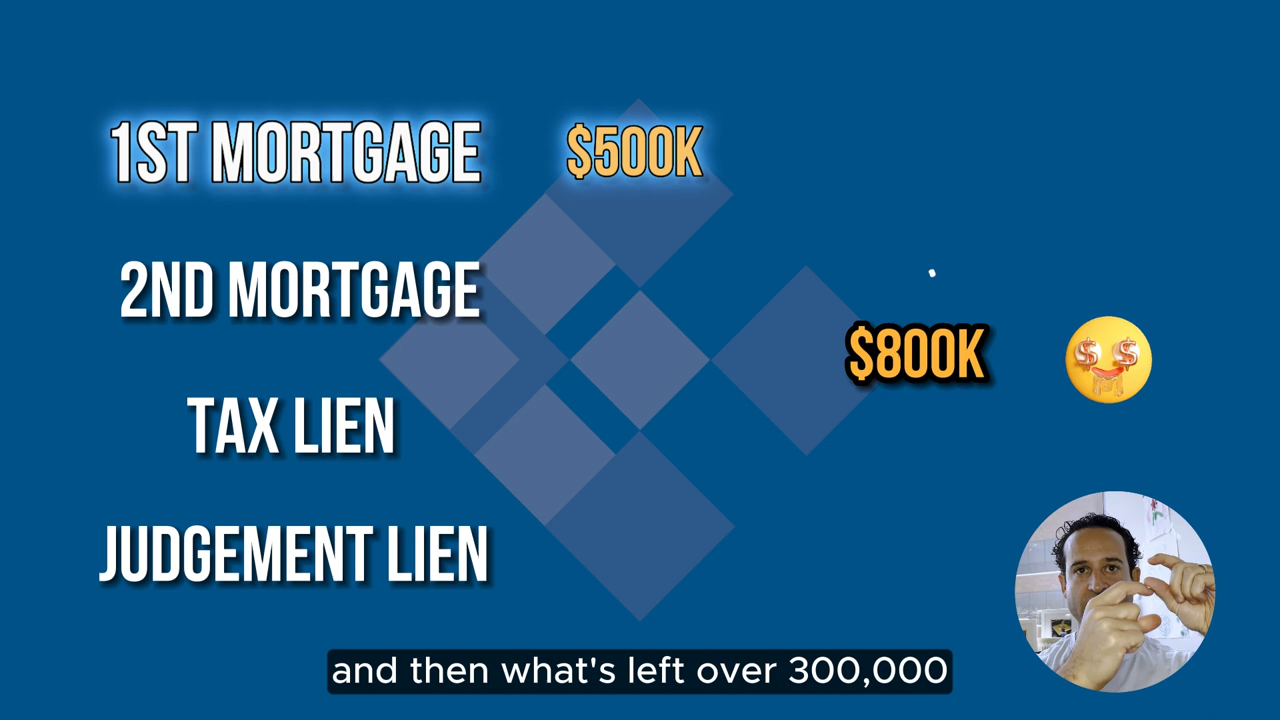 1ST MORTGAGE $500K
2ND MORTGAGE
$800K
TAX LIEN
JUDGEMENT LIEN
and then what's left over 300,000